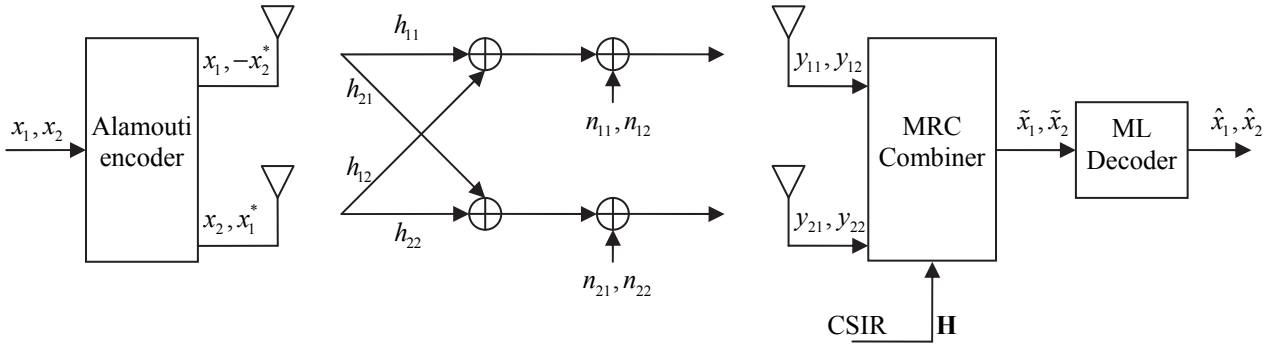 x₁, x₂
Alamouti
encoder
x₁, −x₂*
x₂, x₁*
h₁₁
h₂₁
h₁₂
h₂₂
n₁₁, n₁₂
n₂₁, n₂₂
y₁₁, y₁₂
y₂₁, y₂₂
MRC
Combiner
CSIR
H
x̃₁, x̃₂
ML
Decoder
x̂₁, x̂₂